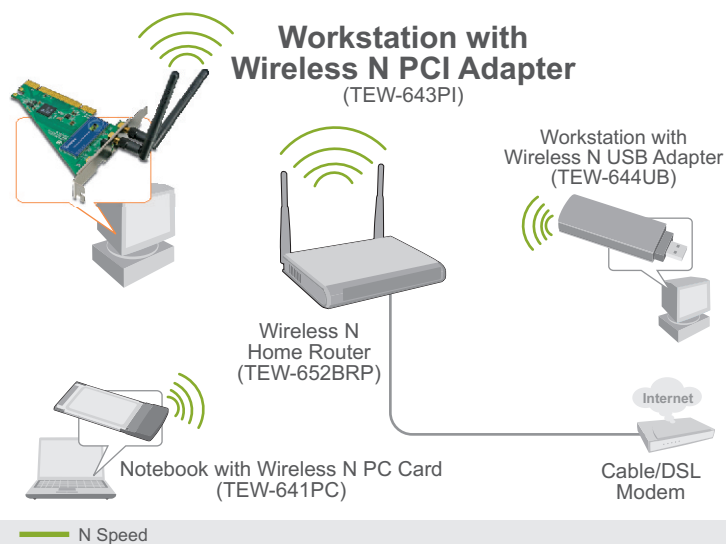 Workstation with
Wireless N PCI Adapter
(TEW-643PI)
Workstation with
Wireless N USB Adapter
(TEW-644UB)
Wireless N
Home Router
(TEW-652BRP)
Internet
Notebook with Wireless N PC Card
(TEW-641PC)
Cable/DSL
Modem
N Speed